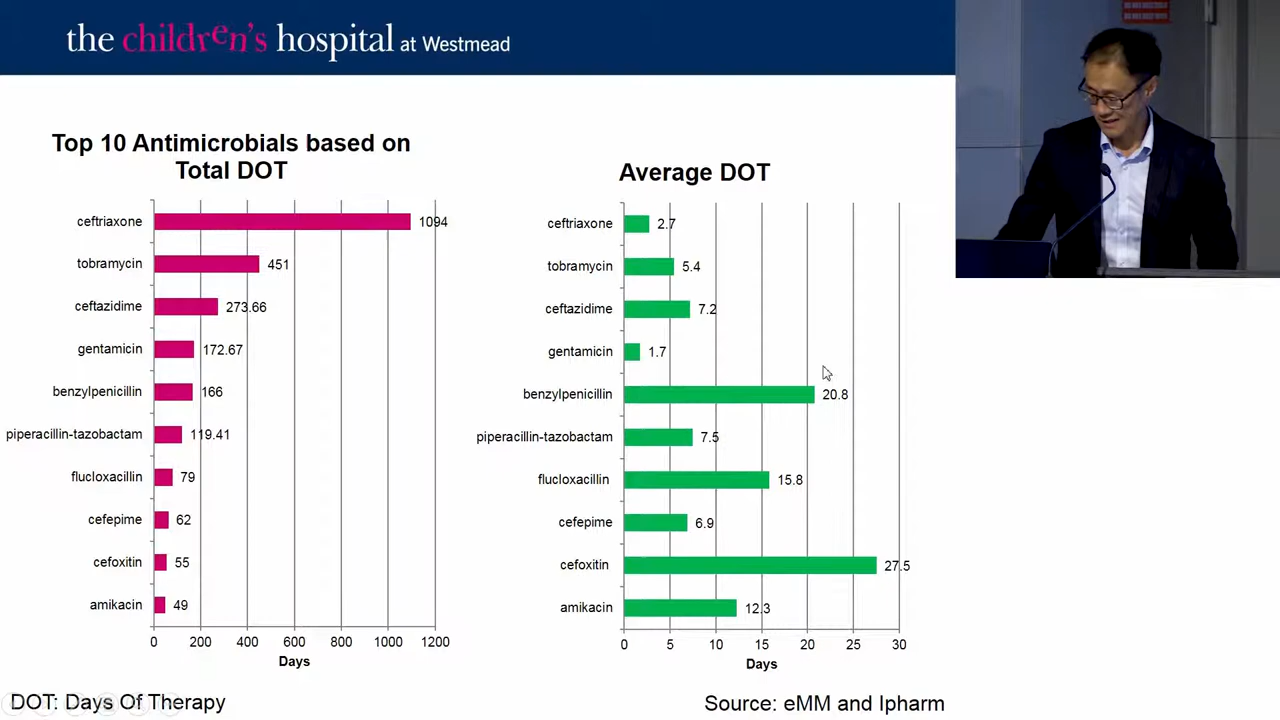 the children's hospital at Westmead
Top 10 Antimicrobials based on
Total DOT
ceftriaxone 1094
tobramycin 451
ceftazidime 273.66
gentamicin 172.67
benzylpenicillin 166
piperacillin-tazobactam 119.41
flucloxacillin 79
cefepime 62
cefoxitin 55
amikacin 49
0 200 400 600 800 1000 1200
Days
Average DOT
ceftriaxone 2.7
tobramycin 5.4
ceftazidime 7.2
gentamicin 1.7
benzylpenicillin 20.8
piperacillin-tazobactam 7.5
flucloxacillin 15.8
cefepime 6.9
cefoxitin 27.5
amikacin 12.3
0 5 10 15 20 25 30
Days
DOT: Days Of Therapy
Source: eMM and Ipharm